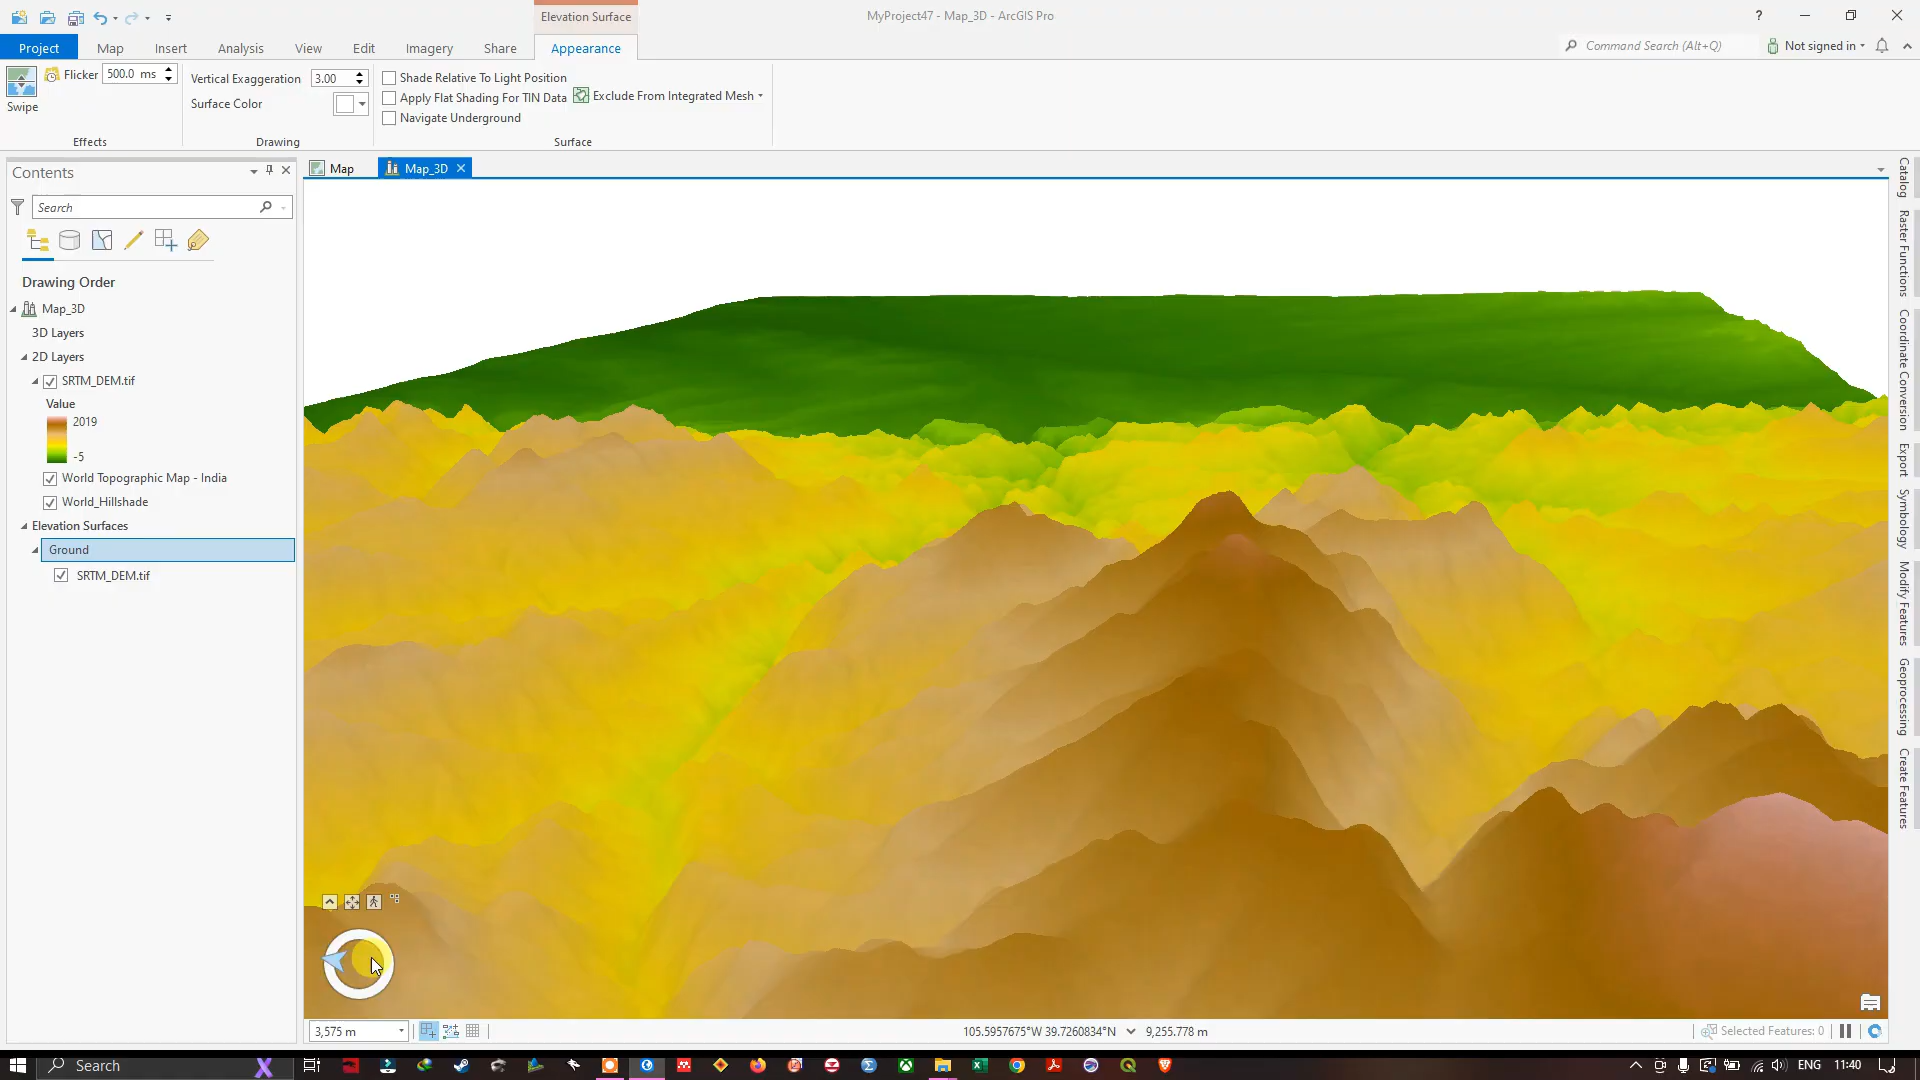 Elevation Surface
MyProject47 - Map_3D - ArcGIS Pro
?
Project
Map
Insert
Analysis
View
Edit
Imagery
Share
Appearance
Command Search (Alt+Q)
Not signed in
Swipe
Flicker
500.0 ms
Effects
Vertical Exaggeration
3.00
Surface Color
Drawing
Shade Relative To Light Position
Apply Flat Shading For TIN Data
Navigate Underground
Exclude From Integrated Mesh
Surface
Contents
Search
Drawing Order
Map_3D
3D Layers
2D Layers
SRTM_DEM.tif
Value
2019
-5
World Topographic Map - India
World_Hillshade
Elevation Surfaces
Ground
SRTM_DEM.tif
Map
Map_3D
Catalog
Raster Functions
Coordinate Conversion
Export
Symbology
Modify Features
Geoprocessing
Create Features
3,575 m
105.5957675°W 39.7260834°N
9,255.778 m
Selected Features: 0
Search
ENG
11:40